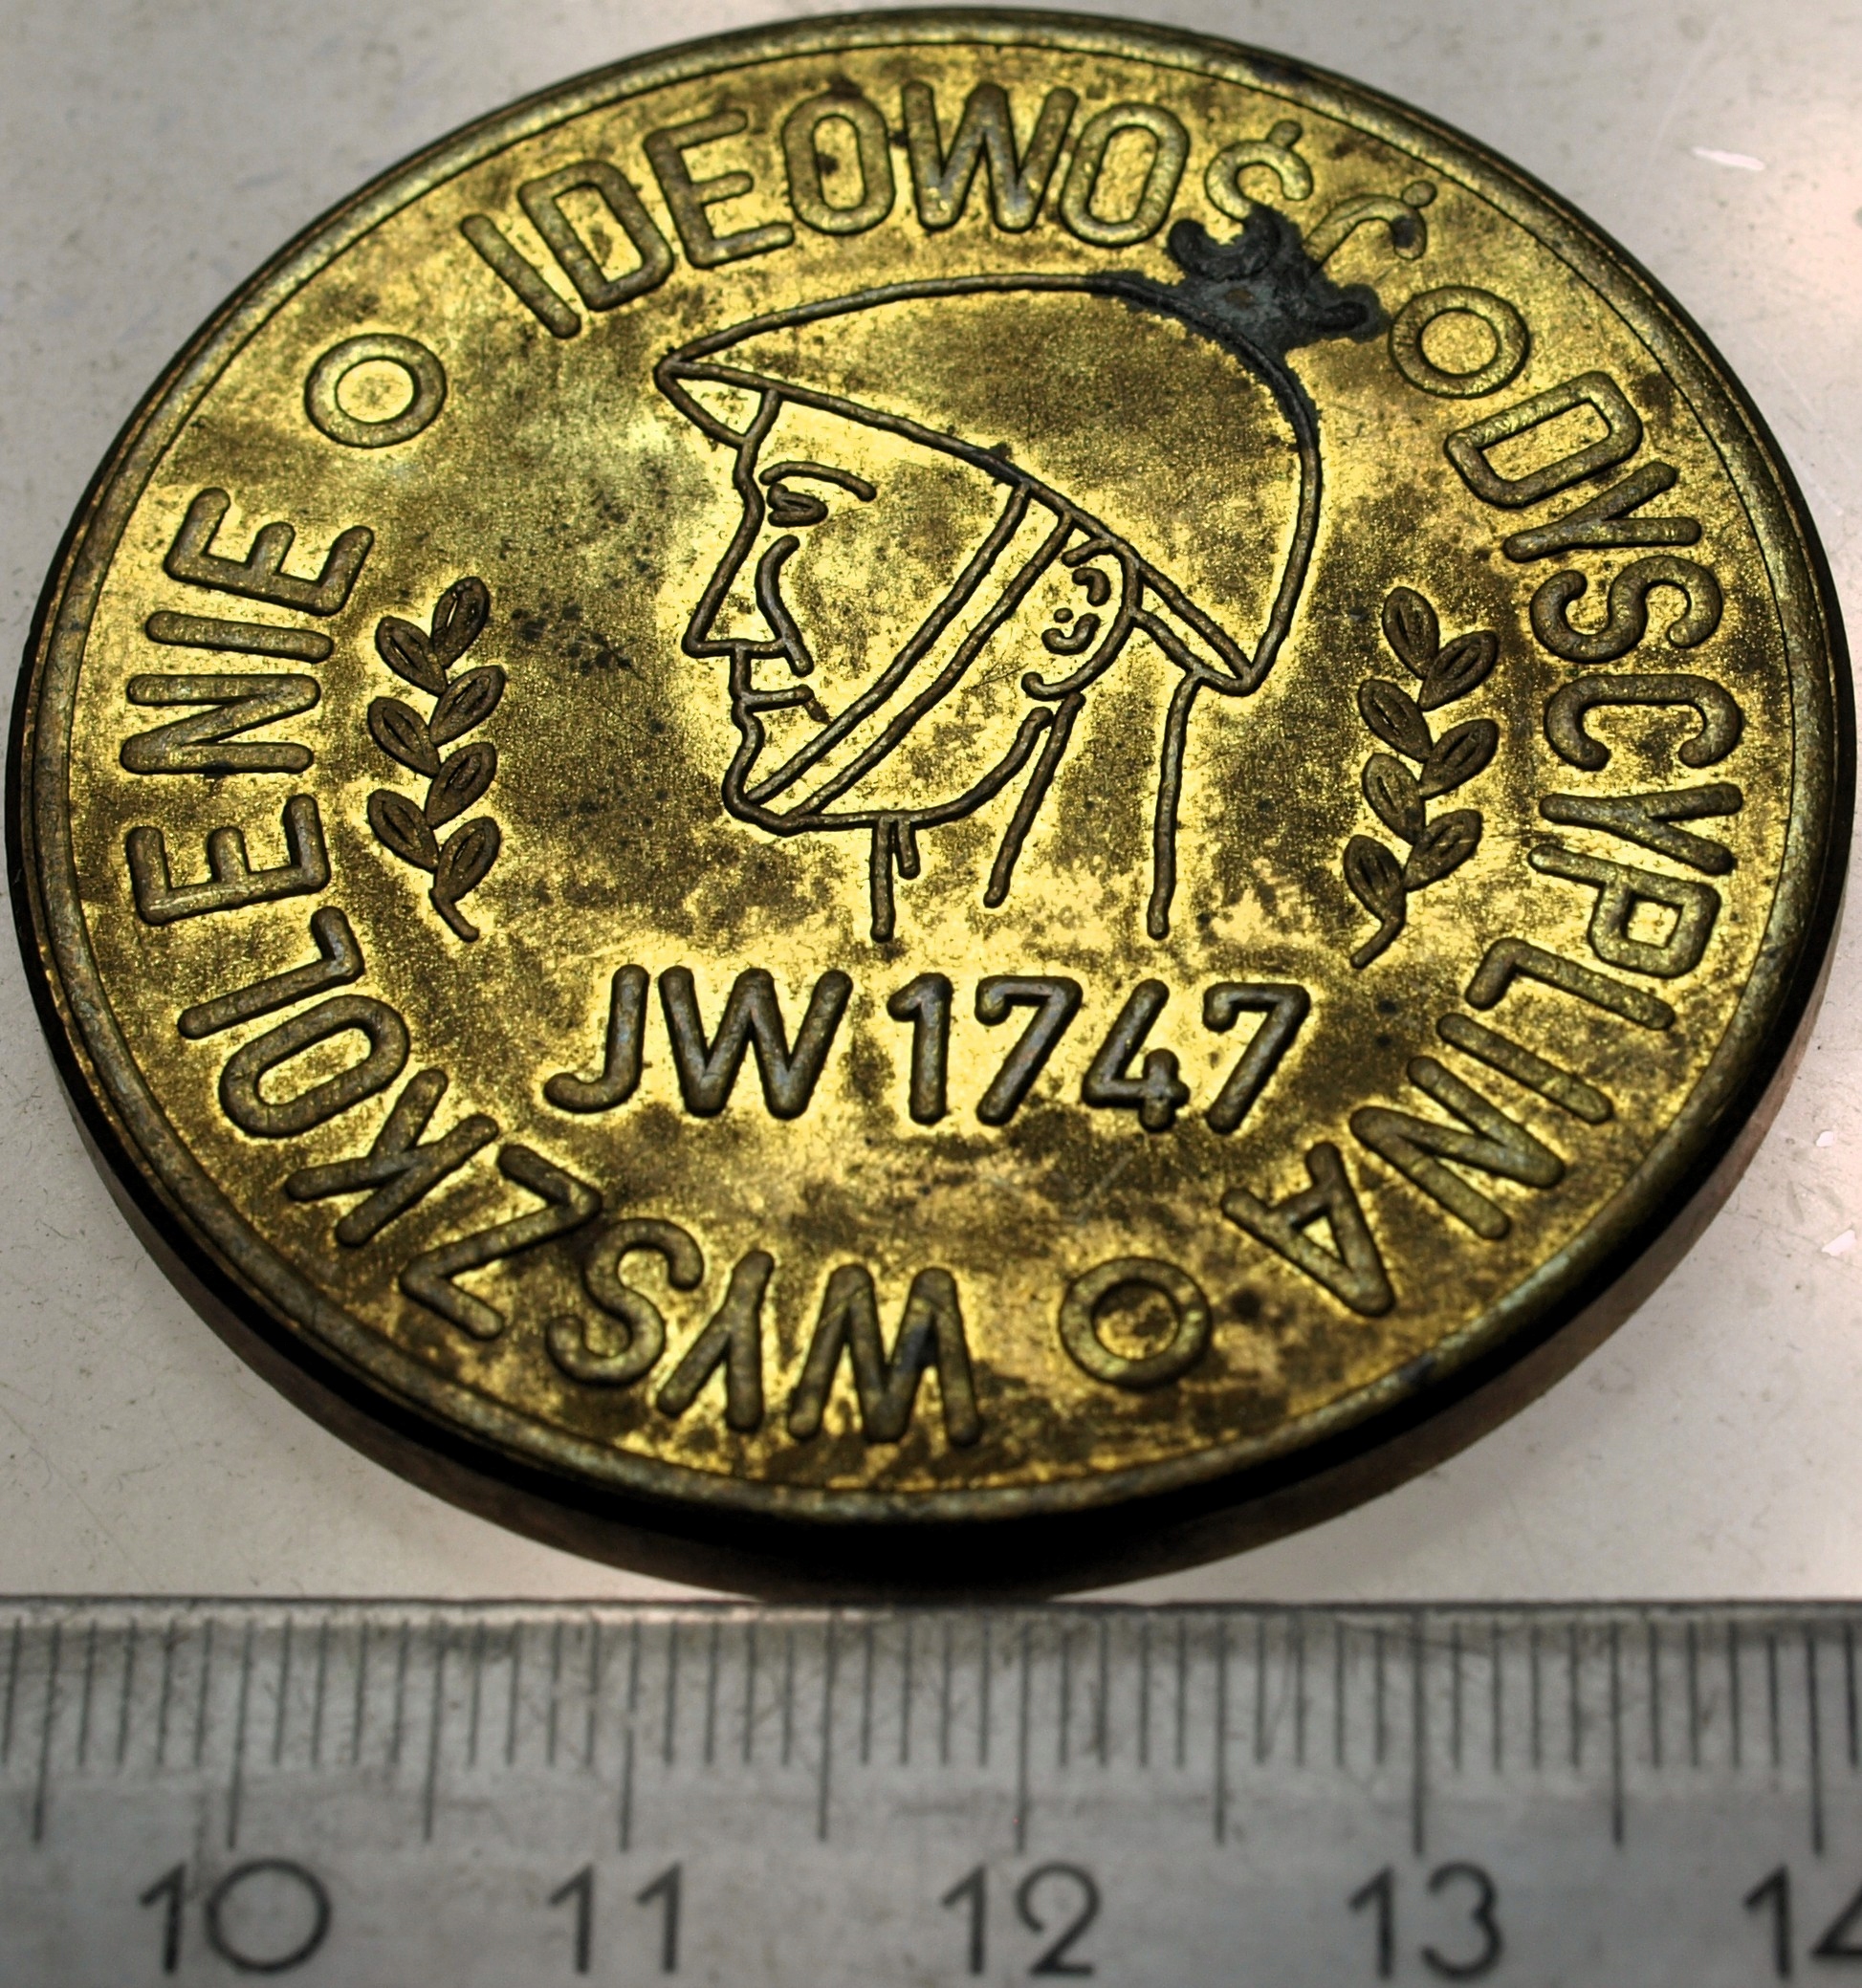 IDEOWOŚĆ O DYSCYPLINA O WYSZKOLENIE O
JW 1747
10 11 12 13 14